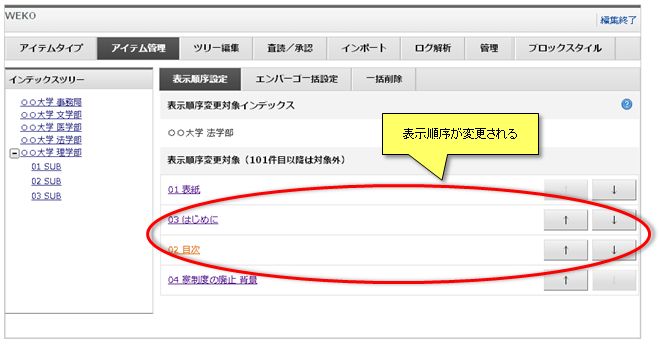 WEKO
編集終了
アイテムタイプ アイテム管理 ツリー編集 査読／承認 インポート ログ解析 管理 ブロックスタイル
インデックスツリー
○○大学 事務局
○○大学 文学部
○○大学 医学部
○○大学 法学部
○○大学 理学部
01 SUB
02 SUB
03 SUB
表示順序設定 エンバーゴ一括設定 一括削除
表示順序変更対象インデックス ?
○○大学 法学部
表示順序が変更される
表示順序変更対象（101件目以降は対象外）
01 表紙 ↑ ↓
03 はじめに ↑ ↓
02 目次 ↑ ↓
04 寮制度の廃止 背景 ↑ ↓